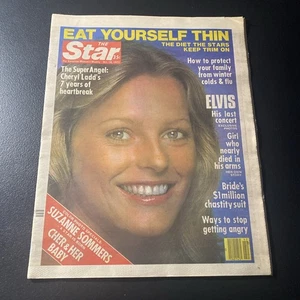 EAT YOURSELF THIN
THE DIET THE STARS
KEEP TRIM ON
THE
Star
The SuperAngel:
Cheryl Ladd's
7 years of
heartbreak
How to protect
your family
from winter
colds & flu
ELVIS
His last
concert
Girl
who
nearly
died in
his arms
Bride's
$1million
chastity suit
Ways to stop
getting angry
SUZANNE SOMMERS
CHER & HER
BABY